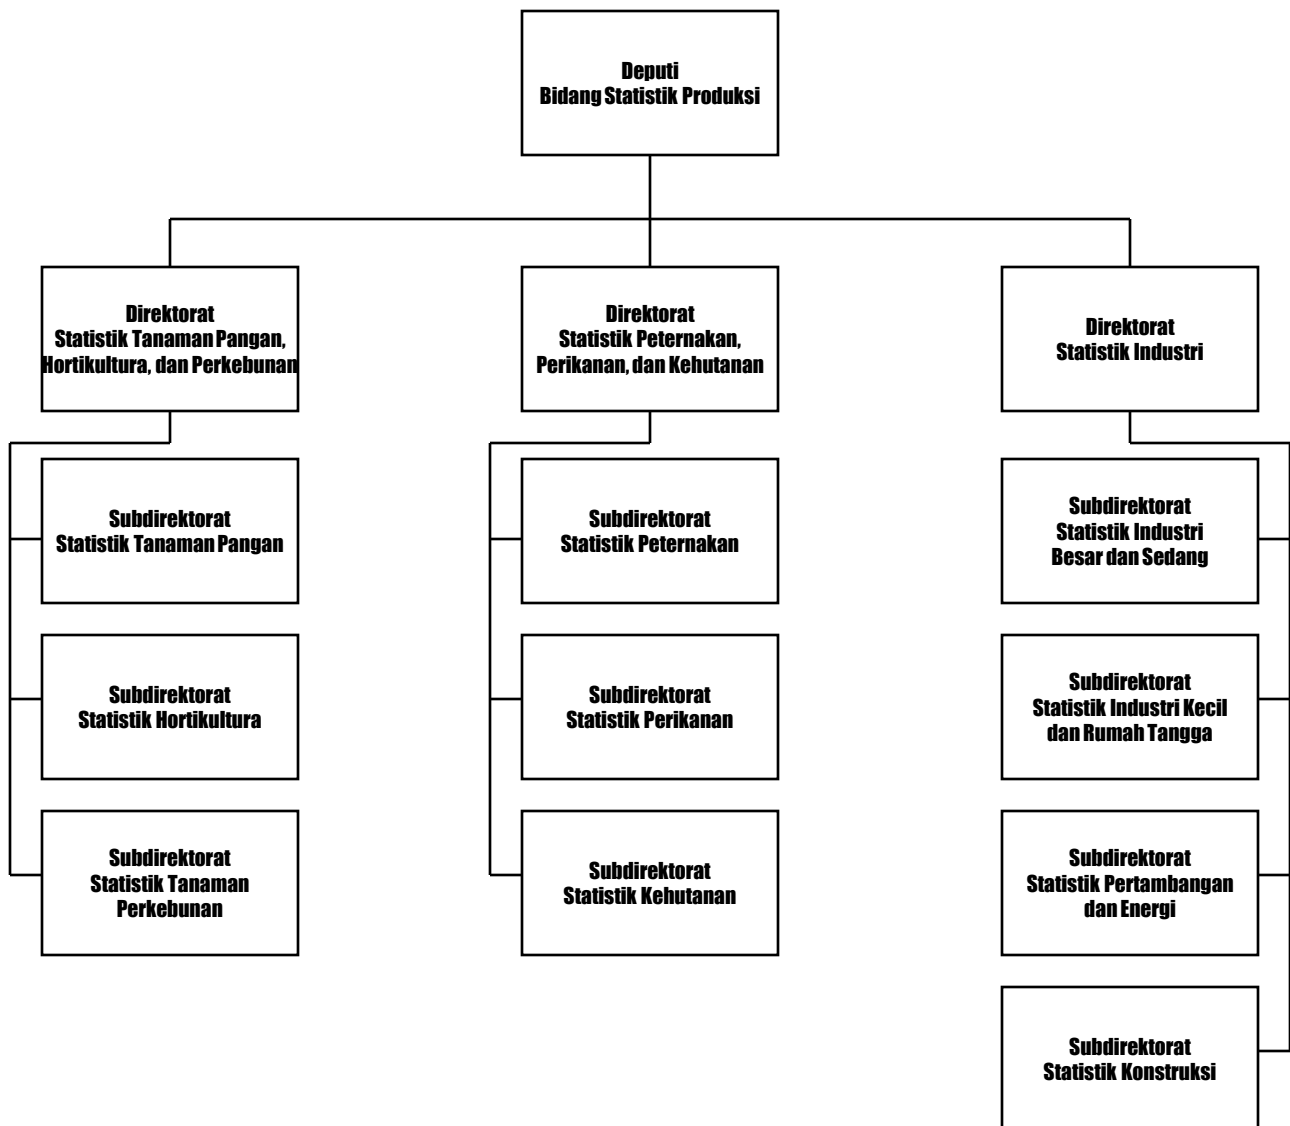 Deputi
Bidang Statistik Produksi
Direktorat
Statistik Tanaman Pangan,
Hortikultura, dan Perkebunan
Direktorat
Statistik Peternakan,
Perikanan, dan Kehutanan
Direktorat
Statistik Industri
Subdirektorat
Statistik Tanaman Pangan
Subdirektorat
Statistik Peternakan
Subdirektorat
Statistik Industri
Besar dan Sedang
Subdirektorat
Statistik Hortikultura
Subdirektorat
Statistik Perikanan
Subdirektorat
Statistik Industri Kecil
dan Rumah Tangga
Subdirektorat
Statistik Tanaman
Perkebunan
Subdirektorat
Statistik Kehutanan
Subdirektorat
Statistik Pertambangan
dan Energi
Subdirektorat
Statistik Konstruksi